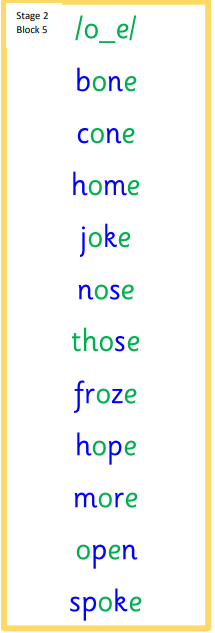 Stage 2
Block 5
/o_e/
bone
cone
home
joke
nose
those
froze
hope
more
open
spoke